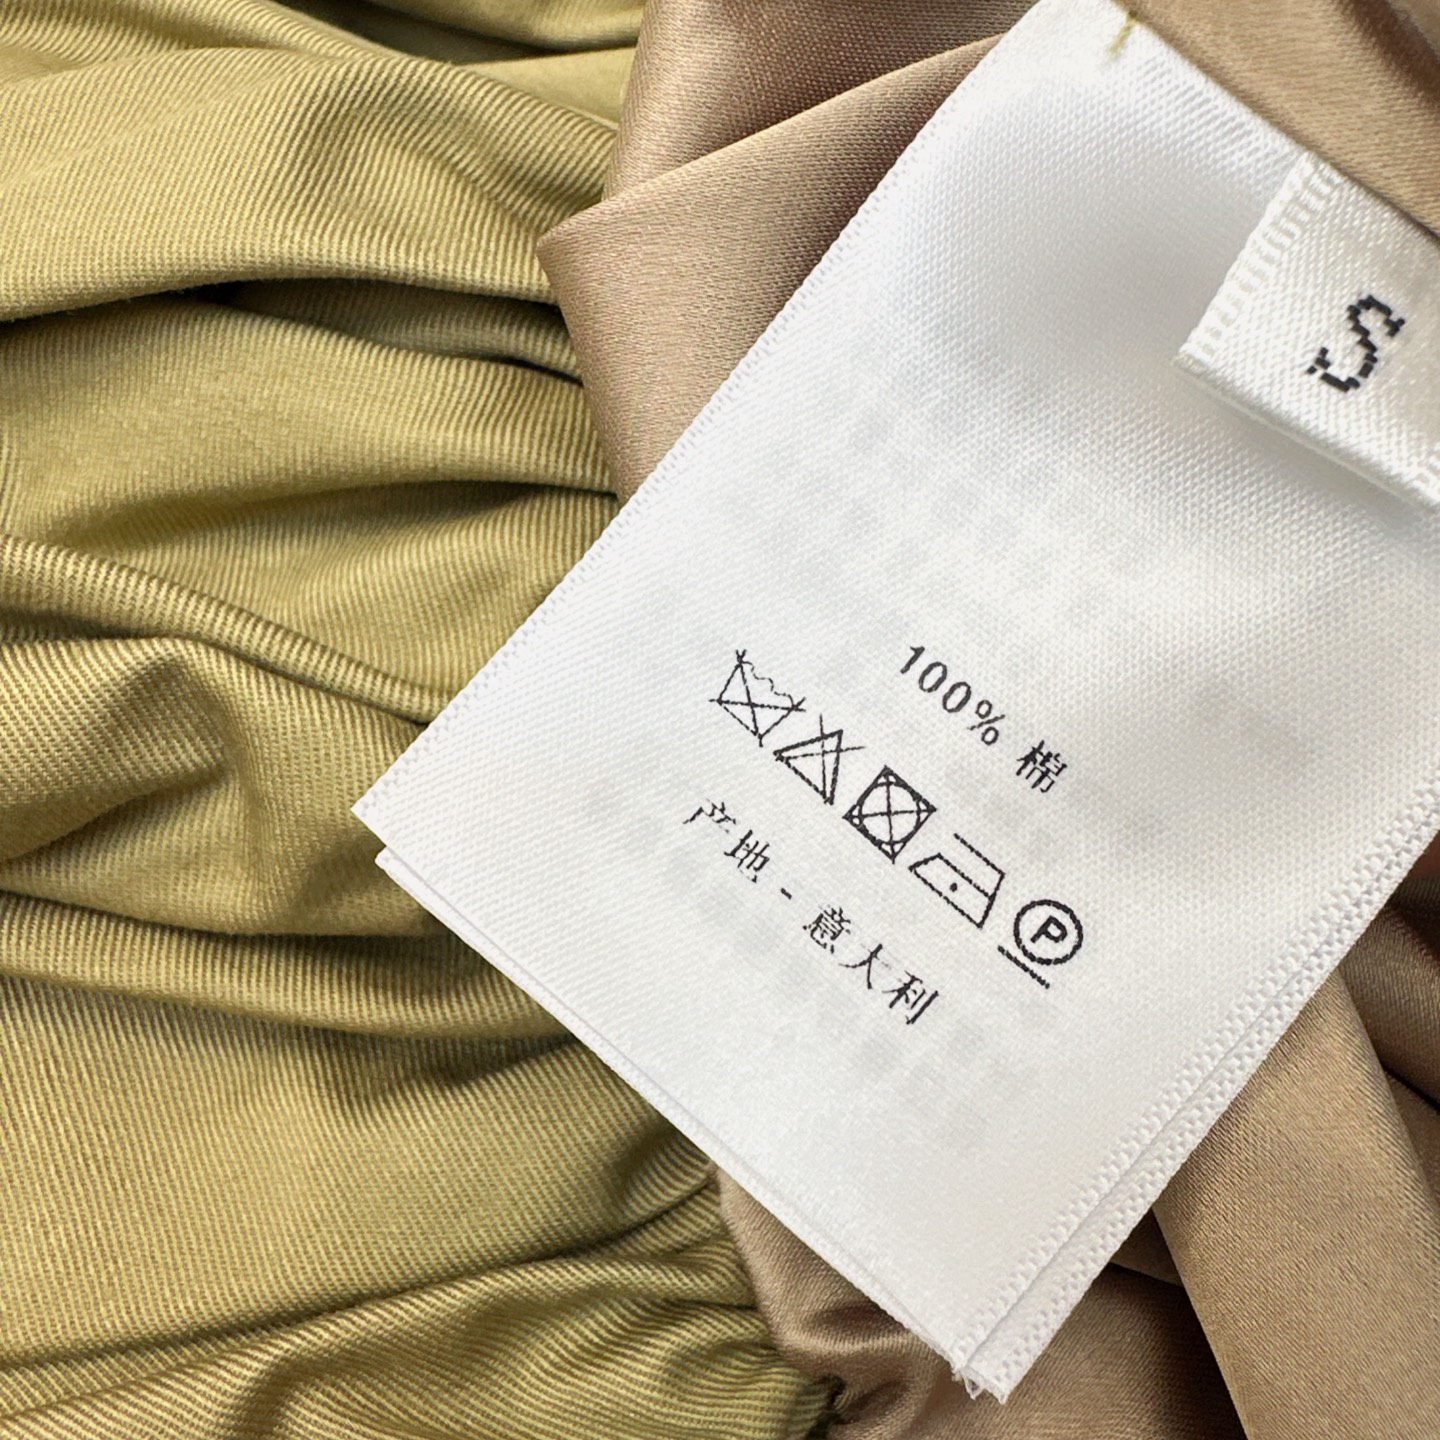 S
100% 棉
P
产地 - 意大利